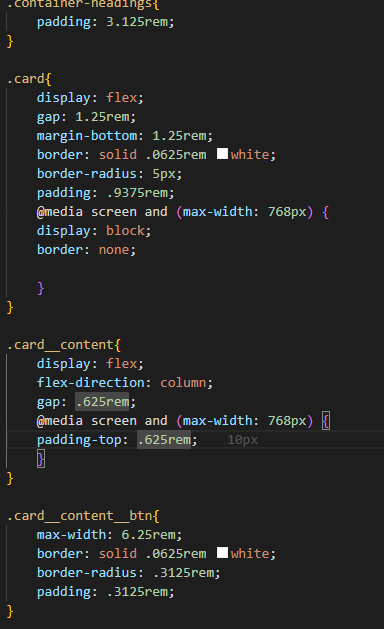 .container-headings{
padding: 3.125rem;
}
.card{
display: flex;
gap: 1.25rem;
margin-bottom: 1.25rem;
border: solid .0625rem white;
border-radius: 5px;
padding: .9375rem;
@media screen and (max-width: 768px) {
display: block;
border: none;
}
}
.card__content{
display: flex;
flex-direction: column;
gap: .625rem;
@media screen and (max-width: 768px) {
padding-top: .625rem; 10px
}
}
.card__content__btn{
max-width: 6.25rem;
border: solid .0625rem white;
border-radius: .3125rem;
padding: .3125rem;
}